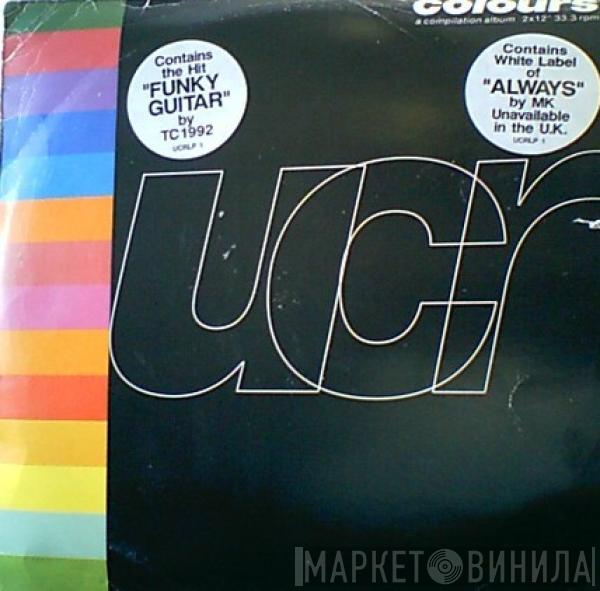 colours
a compilation album 2x12" 33.3 rpm
Contains
the Hit
"FUNKY
GUITAR"
by
TC1992
UCRLP 1
Contains
White Label
of
"ALWAYS"
by MK
Unavailable
in the U.K.
UCRLP 1
ucr
МАРКЕТ ВИНИЛА